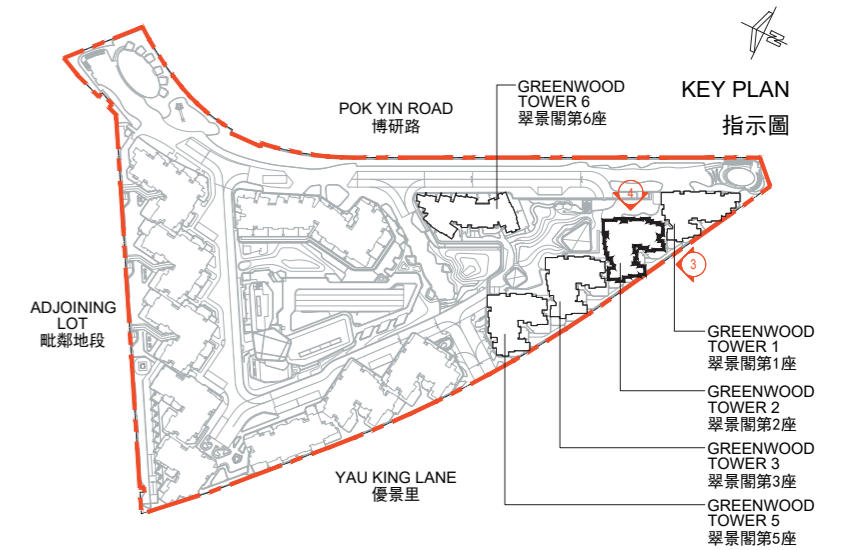 N
KEY PLAN
指示圖
POK YIN ROAD
博研路
GREENWOOD
TOWER 6
翠景閣第6座
4
3
ADJOINING
LOT
毗鄰地段
GREENWOOD
TOWER 1
翠景閣第1座
GREENWOOD
TOWER 2
翠景閣第2座
GREENWOOD
TOWER 3
翠景閣第3座
YAU KING LANE
優景里
GREENWOOD
TOWER 5
翠景閣第5座